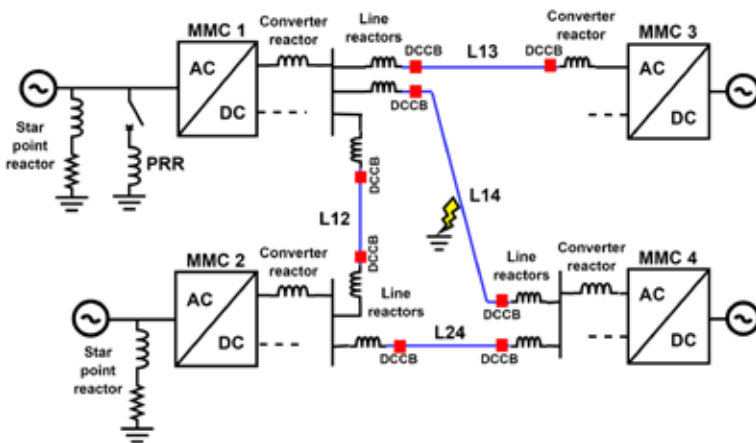 MMC 1
Converter
reactor
Line
reactors
DCCB
L13
DCCB
Converter
reactor
MMC 3
AC
DC
AC
DC
DCCB
Star
point
reactor
PRR
DCCB
L12
DCCB
L14
MMC 2
Converter
reactor
Line
reactors
Converter
reactor
MMC 4
AC
DC
Line
reactors
DCCB
AC
DC
L24
DCCB
DCCB
Star
point
reactor